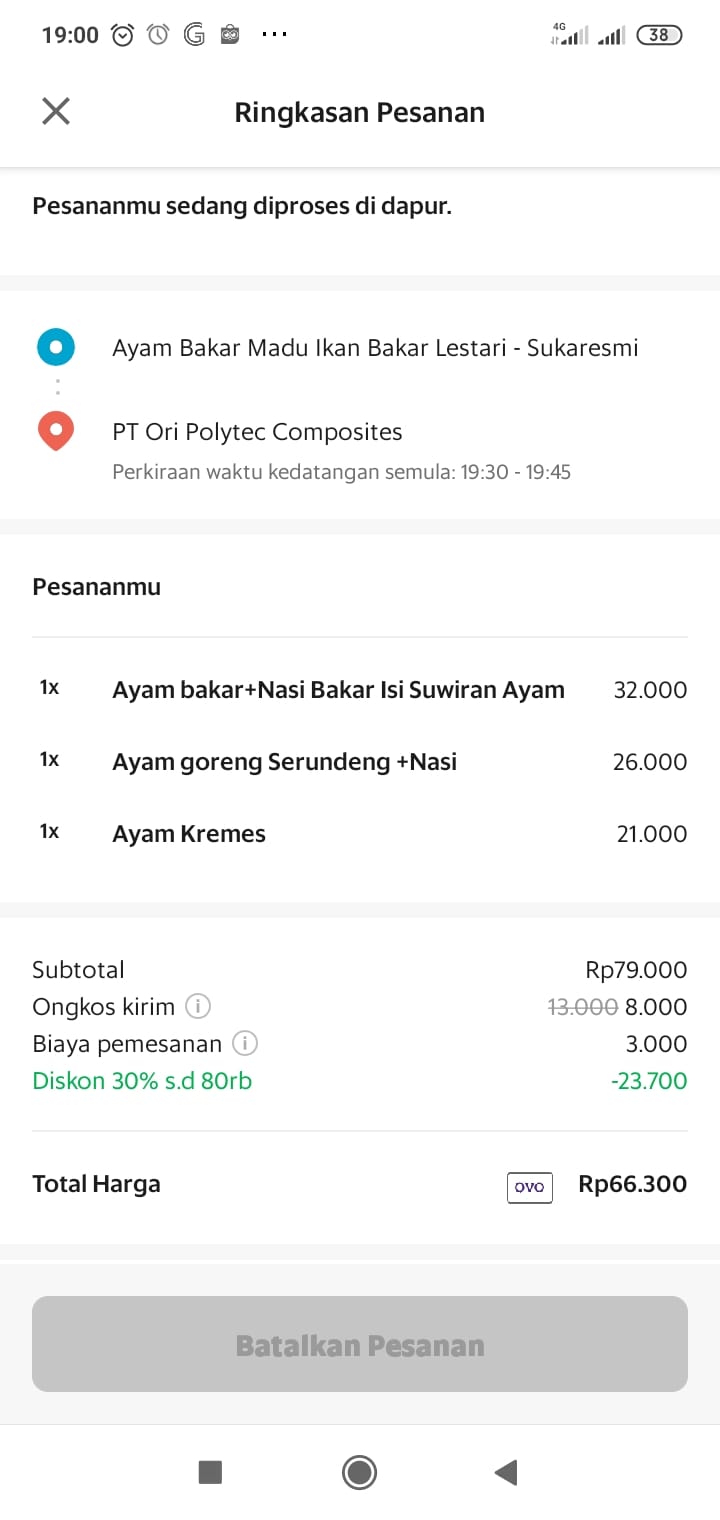 19:00 4G 38
Ringkasan Pesanan
Pesananmu sedang diproses di dapur.
Ayam Bakar Madu Ikan Bakar Lestari - Sukaresmi
PT Ori Polytec Composites
Perkiraan waktu kedatangan semula: 19:30 - 19:45
Pesananmu
1x Ayam bakar+Nasi Bakar Isi Suwiran Ayam 32.000
1x Ayam goreng Serundeng +Nasi 26.000
1x Ayam Kremes 21.000
Subtotal Rp79.000
Ongkos kirim 13.000 8.000
Biaya pemesanan 3.000
Diskon 30% s.d 80rb -23.700
Total Harga OVO Rp66.300
Batalkan Pesanan